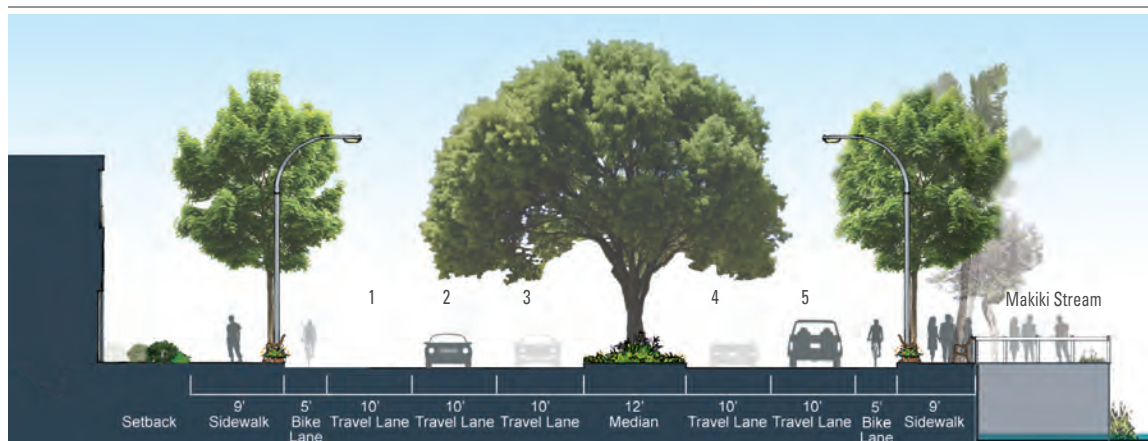 1
2
3
4
5
Makiki Stream
Setback
9'
Sidewalk
5'
Bike
Lane
10'
Travel Lane
10'
Travel Lane
10'
Travel Lane
12'
Median
10'
Travel Lane
10'
Travel Lane
5'
Bike
Lane
9'
Sidewalk